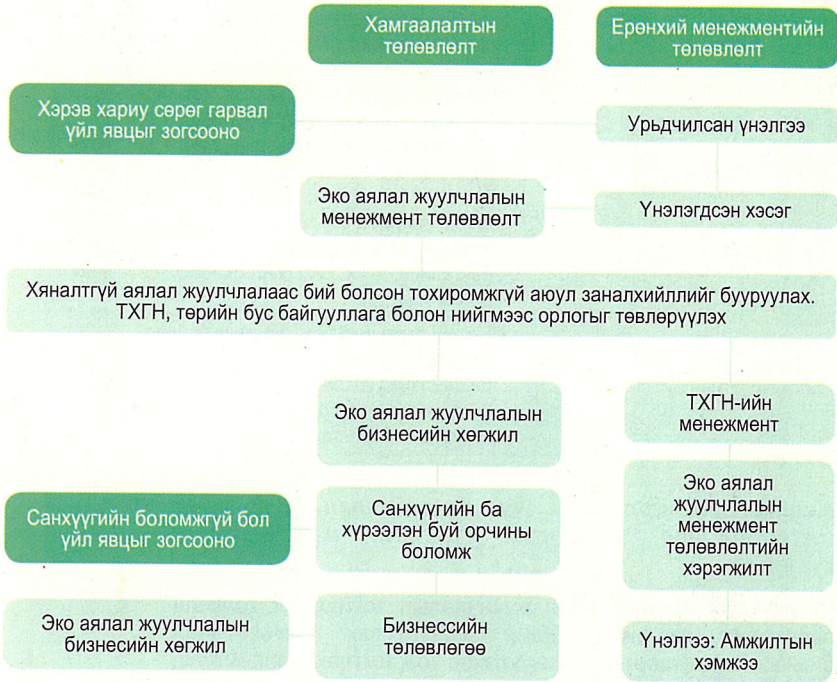 Хамгаалалтын
төлөвлөлт
Ерөнхий менежментийн
төлөвлөлт
Хэрэв хариу сөрөг гарвал
үйл явцыг зогсооно
Урьдчилсан үнэлгээ
Эко аялал жуулчлалын
менежмент төлөвлөлт
Үнэлэгдсэн хэсэг
Хяналтгүй аялал жуулчлалаас бий болсон тохиромжгүй аюул заналхийллийг бууруулах.
ТХГН, төрийн бус байгууллага болон нийгмээс орлогыг төвлөрүүлэх
Эко аялал жуулчлалын
бизнесийн хөгжил
ТХГН-ийн
менежмент
Санхүүгийн боломжгүй бол
үйл явцыг зогсооно
Санхүүгийн ба
хүрээлэн буй орчины
боломж
Эко аялал
жуулчлалын
менежмент
төлөвлөлтийн
хэрэгжилт
Эко аялал жуулчлалын
бизнесийн хөгжил
Бизнессийн
төлөвлөгөө
Үнэлгээ: Амжилтын
хэмжээ